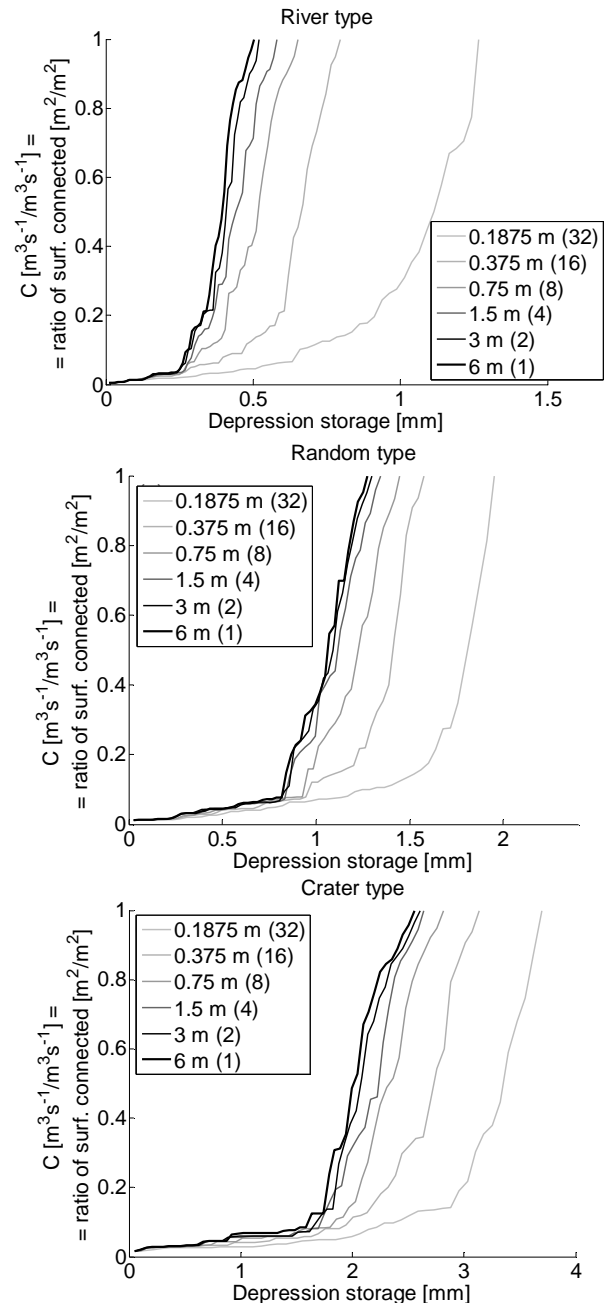 River type
1
0.8
0.6
0.4
0.2
0
C [m³s⁻¹/m³s⁻¹] =
= ratio of surf. connected [m²/m²]
0.1875 m (32)
0.375 m (16)
0.75 m (8)
1.5 m (4)
3 m (2)
6 m (1)
0 0.5 1 1.5
Depression storage [mm]
Random type
1
0.8
0.6
0.4
0.2
0
C [m³s⁻¹/m³s⁻¹] =
= ratio of surf. connected [m²/m²]
0.1875 m (32)
0.375 m (16)
0.75 m (8)
1.5 m (4)
3 m (2)
6 m (1)
0 0.5 1 1.5 2
Depression storage [mm]
Crater type
1
0.8
0.6
0.4
0.2
0
C [m³s⁻¹/m³s⁻¹] =
= ratio of surf. connected [m²/m²]
0.1875 m (32)
0.375 m (16)
0.75 m (8)
1.5 m (4)
3 m (2)
6 m (1)
0 1 2 3 4
Depression storage [mm]